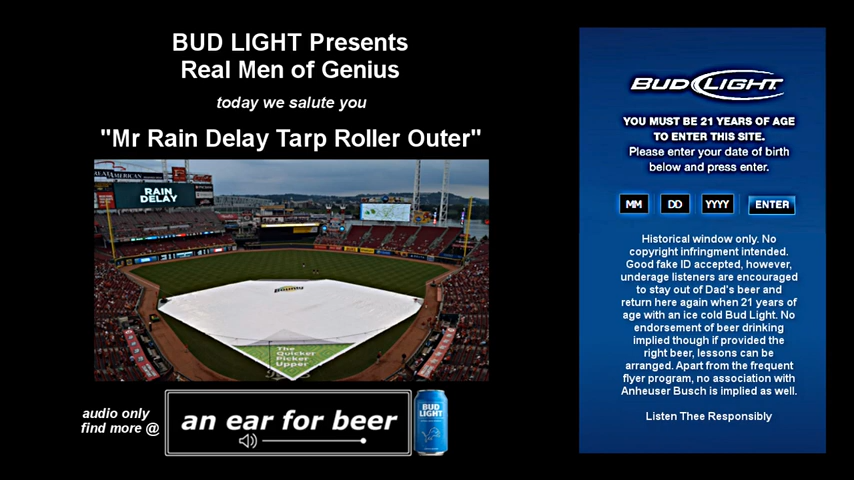 BUD LIGHT Presents
Real Men of Genius
today we salute you
"Mr Rain Delay Tarp Roller Outer"
RAIN
DELAY
Bounty
The
Quicker
Picker
Upper
audio only
find more @
an ear for beer
BUD
LIGHT
BUD LIGHT
YOU MUST BE 21 YEARS OF AGE
TO ENTER THIS SITE.
Please enter your date of birth
below and press enter.
MM DD YYYY ENTER
Historical window only. No
copyright infringment intended.
Good fake ID accepted, however,
underage listeners are encouraged
to stay out of Dad's beer and
return here again when 21 years of
age with an ice cold Bud Light. No
endorsement of beer drinking
implied though if provided the
right beer, lessons can be
arranged. Apart from the frequent
flyer program, no association with
Anheuser Busch is implied as well.
Listen Thee Responsibly